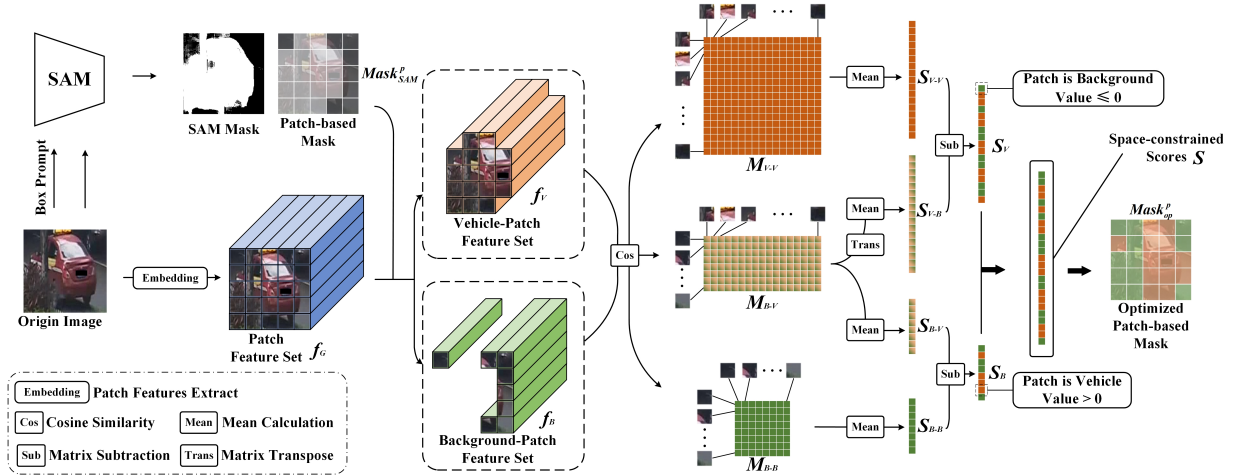 SAM
Box Prompt
SAM Mask
Patch-based
Mask
Mask^p_SAM
Origin Image
Embedding
Patch
Feature Set f_G
f_V
Vehicle-Patch
Feature Set
f_B
Background-Patch
Feature Set
Cos
M_V-V
M_B-V
M_B-B
Mean
Mean
Trans
Mean
Mean
S_V-V
S_V-B
S_B-V
S_B-B
Sub
Sub
S_V
S_B
Patch is Background
Value ≤ 0
Patch is Vehicle
Value > 0
Space-constrained
Scores S
Mask^p_op
Optimized
Patch-based
Mask
Embedding Patch Features Extract
Cos Cosine Similarity
Mean Mean Calculation
Sub Matrix Subtraction
Trans Matrix Transpose